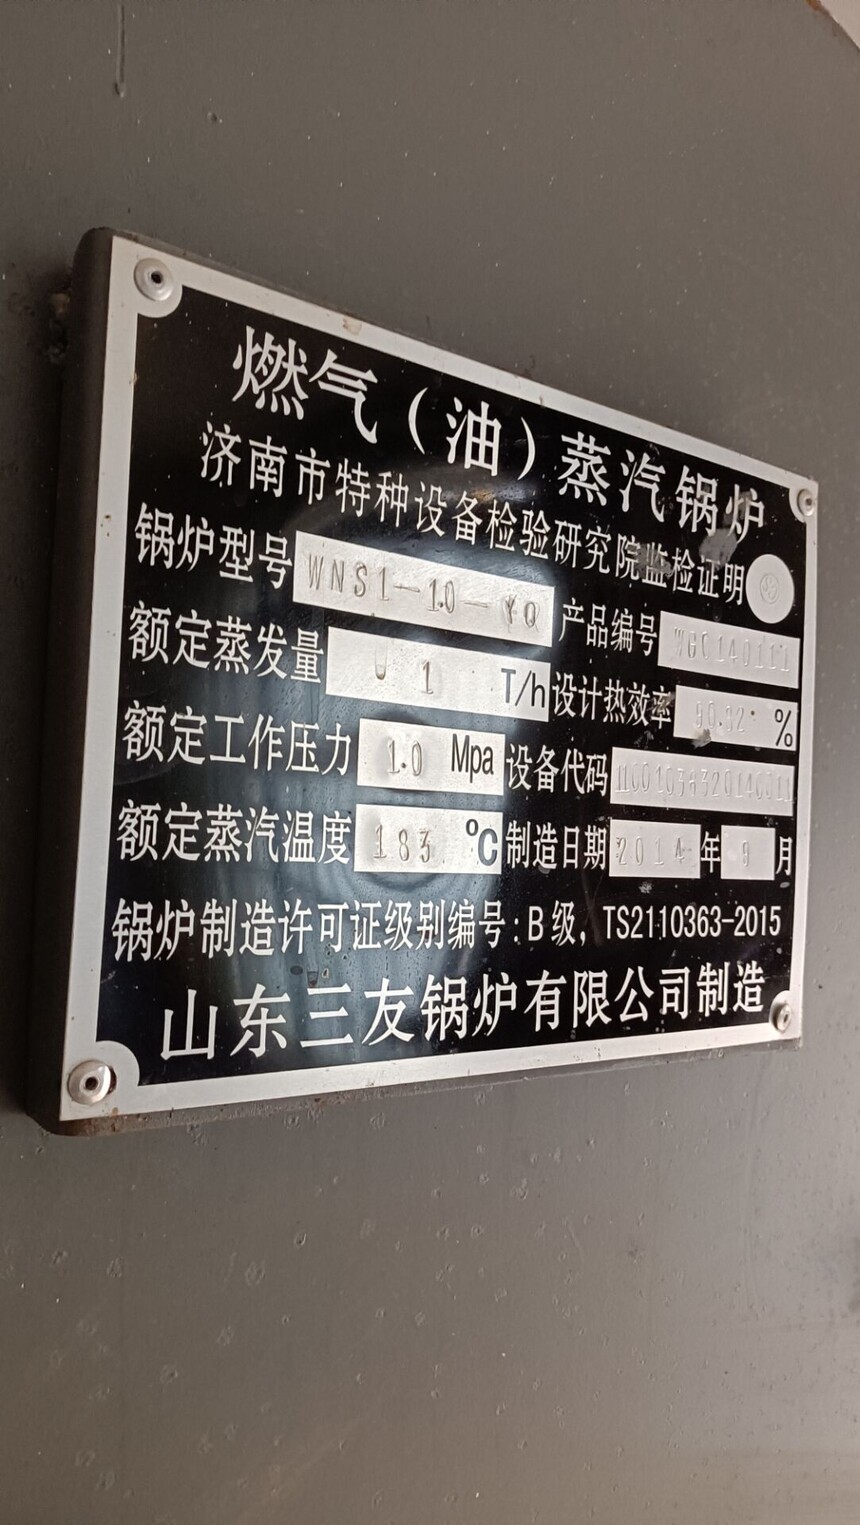 燃气（油）蒸汽锅炉
济南市特种设备检验研究院监检证明
锅炉型号 WNS1-1.0-YQ 产品编号
额定蒸发量 1 T/h 设计热效率 90.32 %
额定工作压力 1.0 Mpa 设备代码
额定蒸汽温度 183 °C 制造日期 2014 年 9 月
锅炉制造许可证级别编号：B级，TS2110363-2015
山东三友锅炉有限公司制造